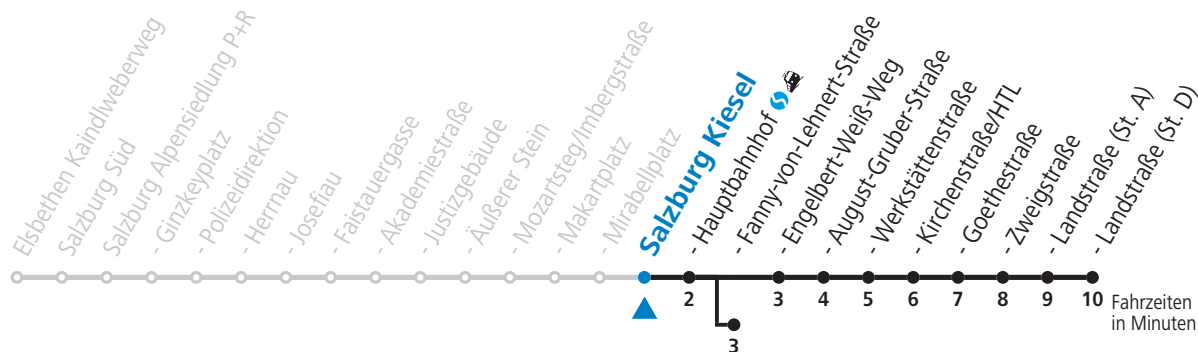 Elsbethen Kaindlweberweg
Salzburg Süd
Salzburg Alpensiedlung P+R
- Ginzkeyplatz
- Polizeidirektion
- Herrnau
- Josefiau
- Faistauergasse
- Akademiestraße
- Justizgebäude
- Äußerer Stein
- Mozartsteg/Imbergstraße
- Makartplatz
- Mirabellplatz
Salzburg Kiesel
- Hauptbahnhof
- Fanny-von-Lehnert-Straße
- Engelbert-Weiß-Weg
- August-Gruber-Straße
- Werkstättenstraße
- Kirchenstraße/HTL
- Goethestraße
- Zweigstraße
- Landstraße (St. A)
- Landstraße (St. D)
2 3 4 5 6 7 8 9 10 Fahrzeiten
in Minuten
3